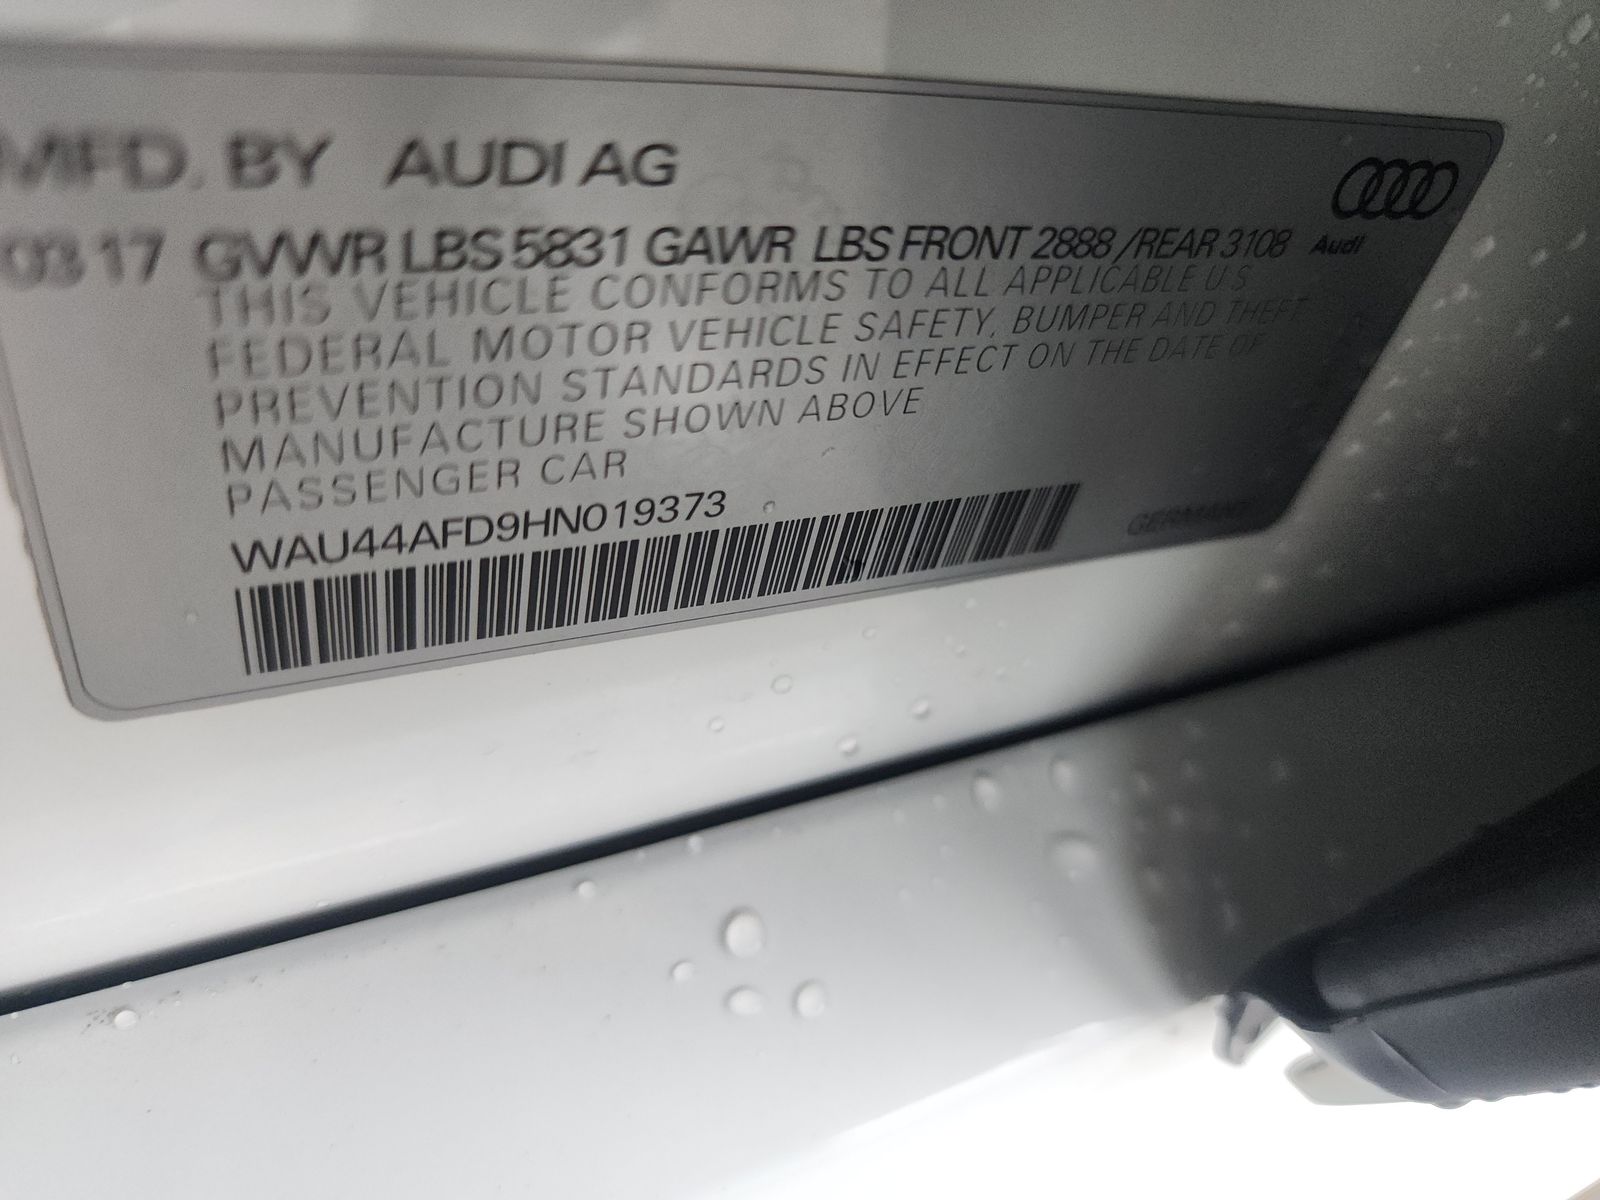 MFD. BY AUDI AG
03 17 GVWR LBS 5831 GAWR LBS FRONT 2888 /REAR 3108 Audi
THIS VEHICLE CONFORMS TO ALL APPLICABLE U S
FEDERAL MOTOR VEHICLE SAFETY, BUMPER AND THEFT
PREVENTION STANDARDS IN EFFECT ON THE DATE OF
MANUFACTURE SHOWN ABOVE
PASSENGER CAR
WAU44AFD9HN019373
GERMANY